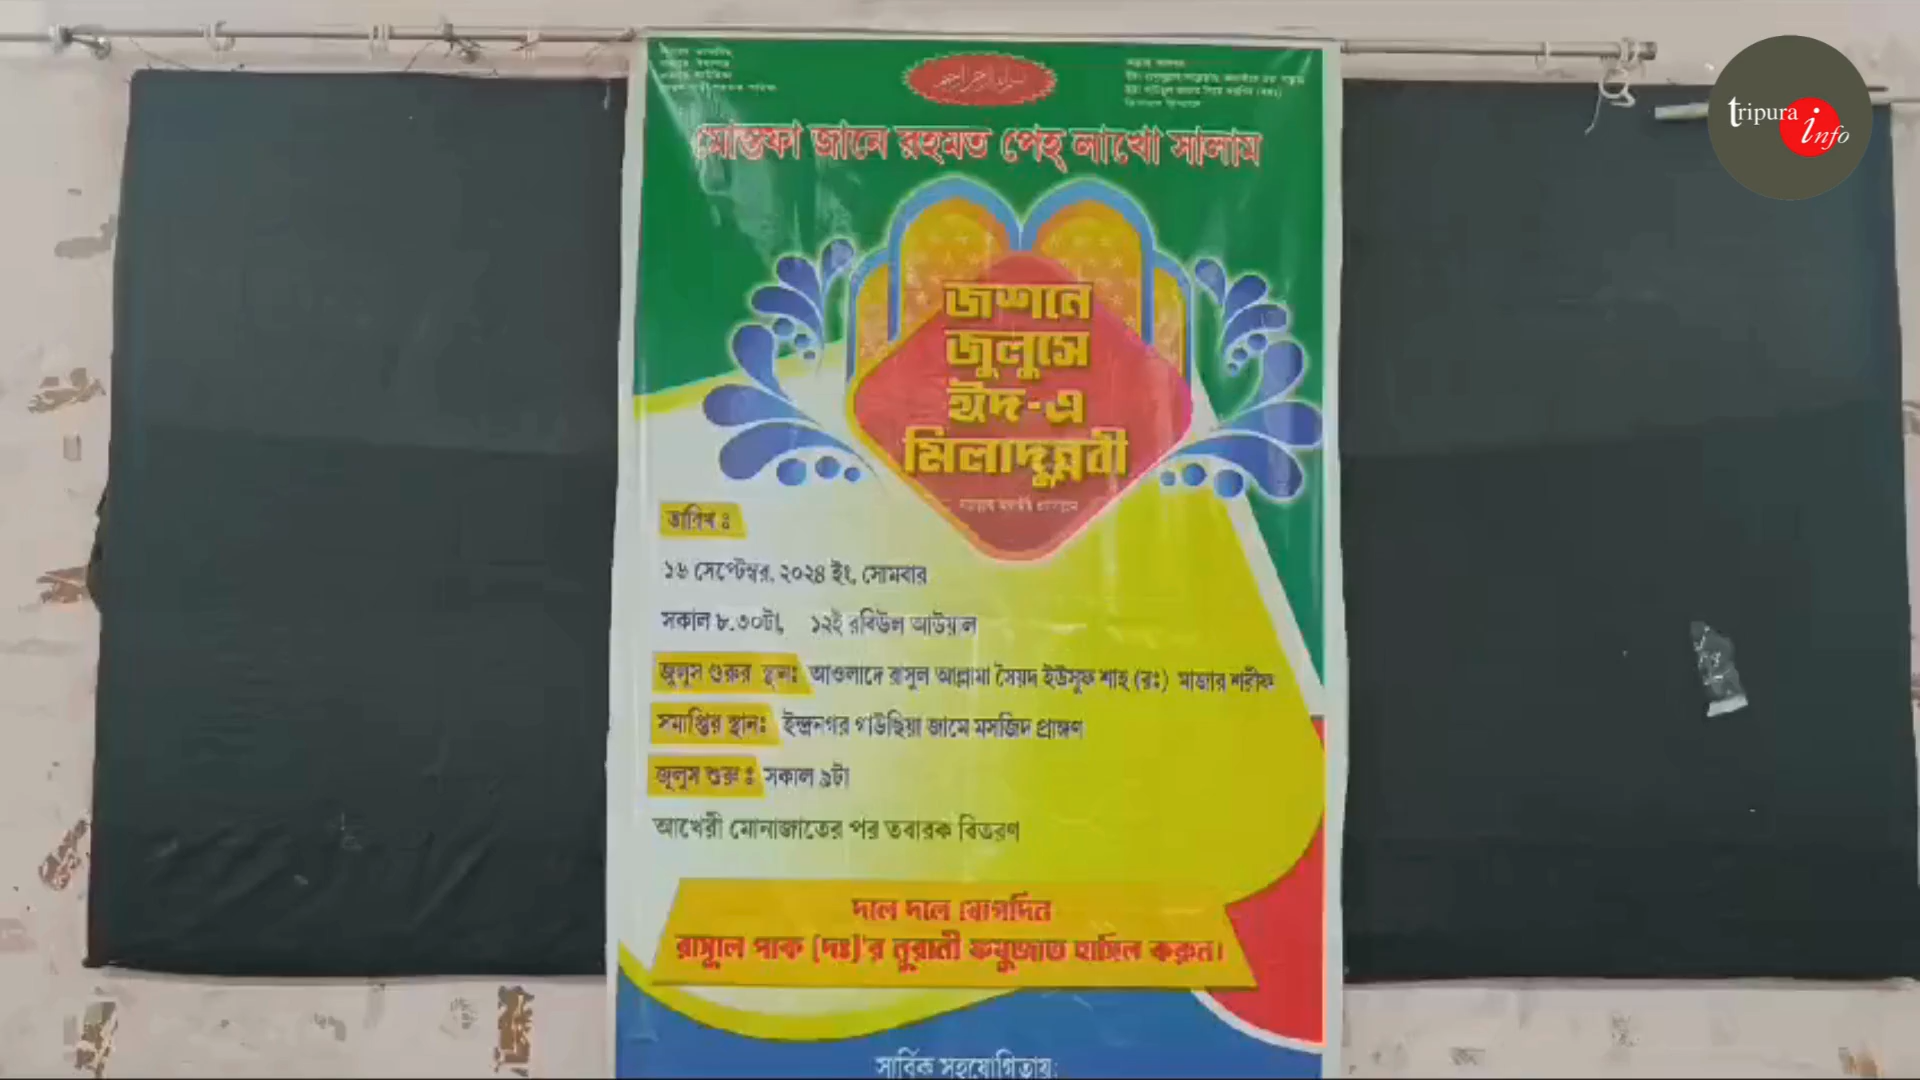 tripura
info
মোস্তফা জানে রহমত পেহ্ লাখো সালাম
জশনে
জুলুসে
ঈদ-এ
মিলাদুন্নবী
তারিখ ঃ
১৬ সেপ্টেম্বর, ২০২৪ ইং, সোমবার
সকাল ৮.৩০টা, ১২ই রবিউল আউয়াল
জুলুস শুরুর স্থানঃ আওলাদে রাসুল আল্লামা সৈয়দ ইউসুফ শাহ (রঃ) মাজার শরীফ
সমাপ্তির স্থানঃ ইন্দ্রনগর গাউছিয়া জামে মসজিদ প্রাঙ্গণ
জুলুস শুরু ঃ সকাল ৯টা
আখেরী মোনাজাতের পর তবারক বিতরণ
দলে দলে যোগদিন
রাসুলে পাক (দঃ)'র নূরানী ফয়ুজাত হাসিল করুন।
সার্বিক সহযোগিতায়: